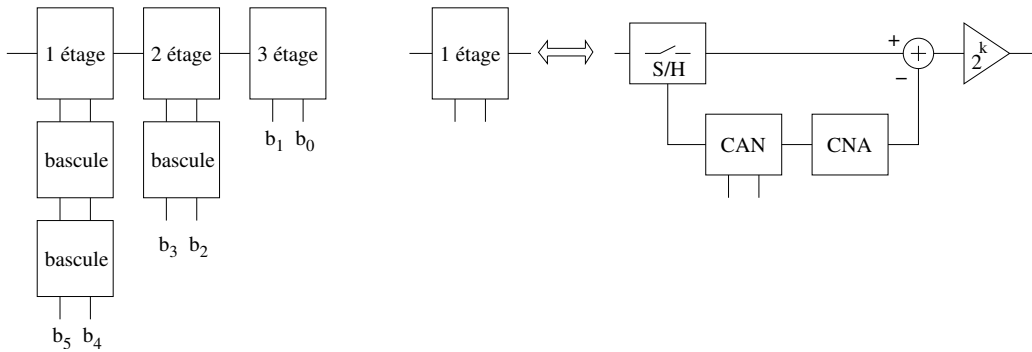 1 étage 2 étage 3 étage
bascule bascule b1 b0
bascule b3 b2
b5 b4
1 étage
S/H + − 2^k
CAN CNA